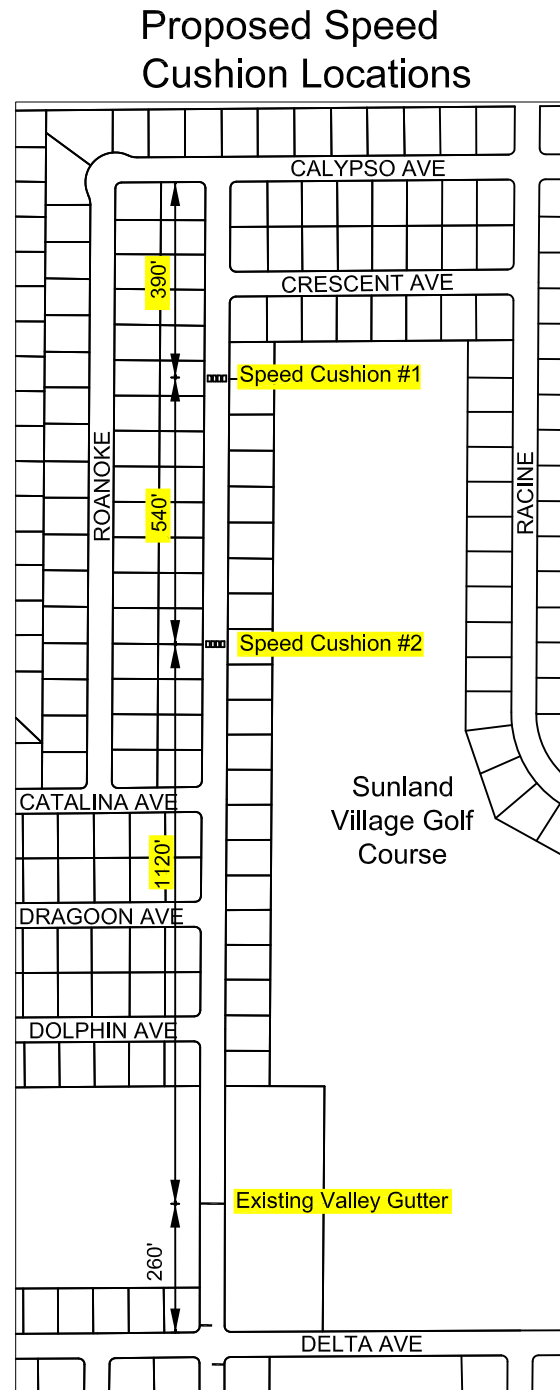 Proposed Speed
Cushion Locations
CALYPSO AVE
390'
CRESCENT AVE
Speed Cushion #1
ROANOKE
540'
RACINE
Speed Cushion #2
Sunland
Village Golf
Course
CATALINA AVE
1120'
DRAGOON AVE
DOLPHIN AVE
Existing Valley Gutter
260'
DELTA AVE